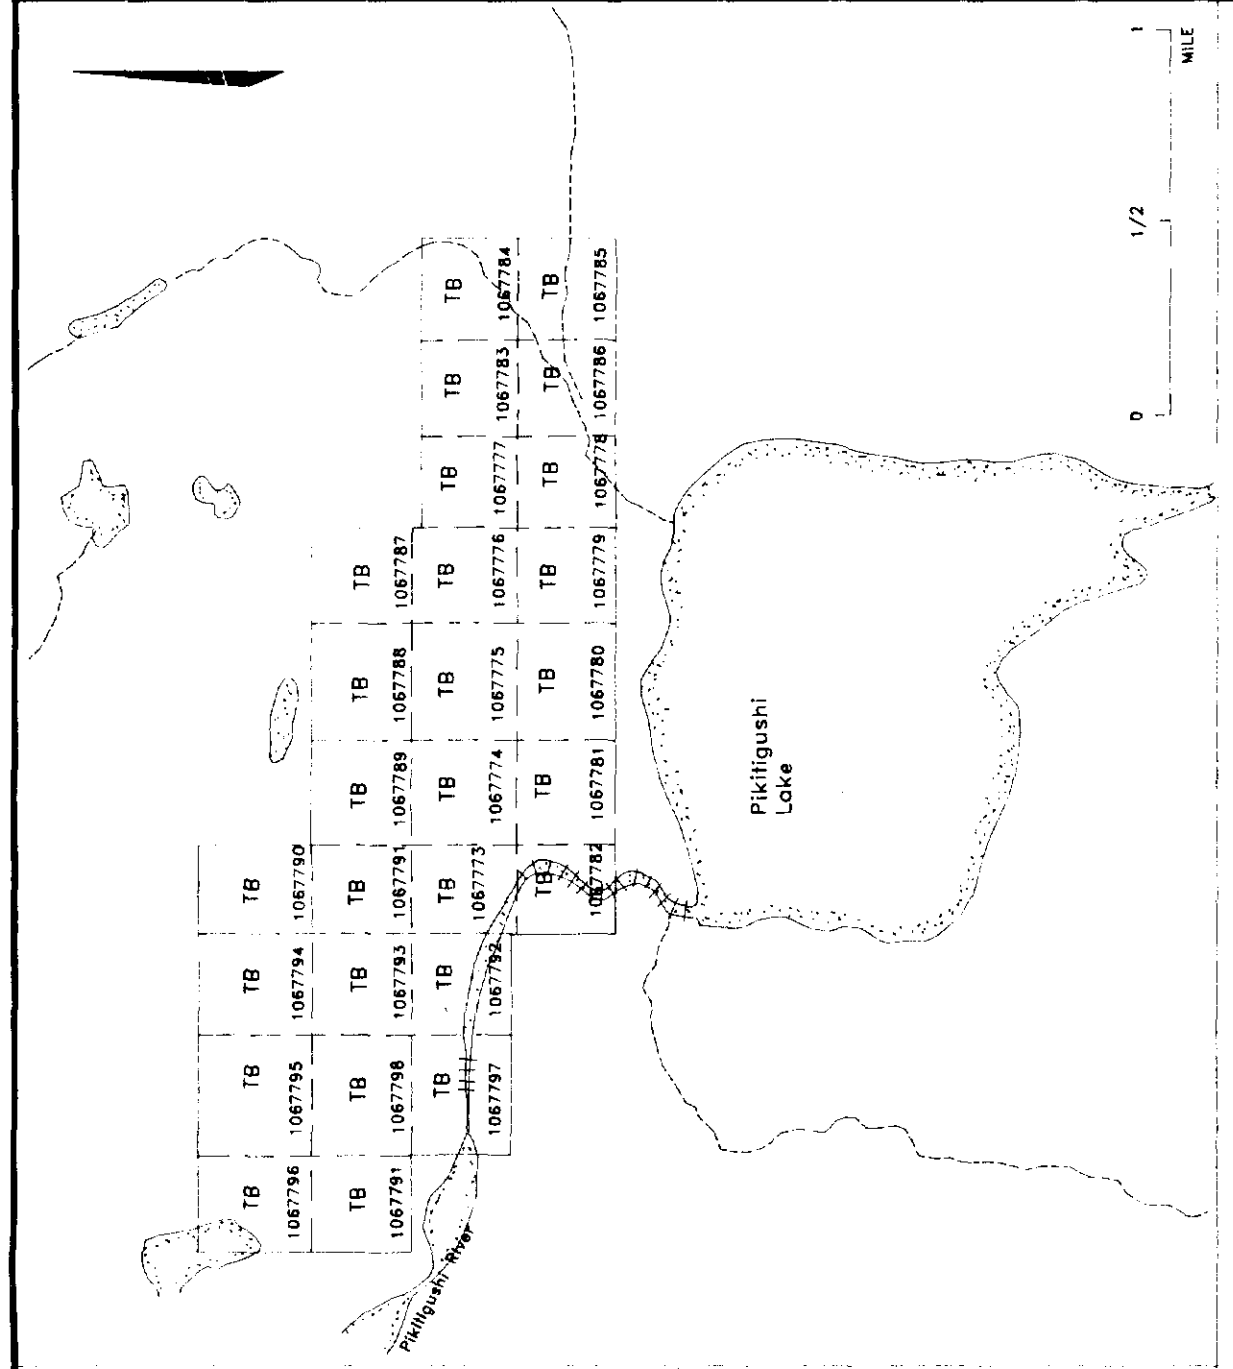 TB TB TB TB
1067796 1067795 1067794 1067790
TB TB TB TB TB TB TB
1067791 1067798 1067793 1067791 1067789 1067788 1067787
Pikitigushi River
TB TB TB TB TB TB TB TB TB
1067797 1067792 1067773 1067774 1067775 1067776 1067777 1067783 1067784
TB TB TB TB TB TB TB
1067782 1067781 1067780 1067779 1067778 1067786 1067785
Pikitigushi
Lake
0 1/2 1
MILE